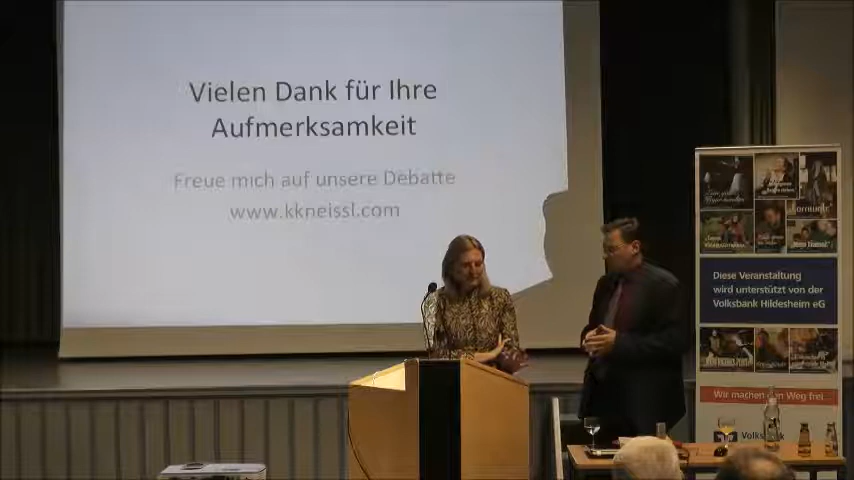 Vielen Dank für Ihre
Aufmerksamkeit
Freue mich auf unsere Debatte
www.kkneissl.com
Diese Veranstaltung
wird unterstützt von der
Volksbank Hildesheim eG
Wir machen den Weg frei.